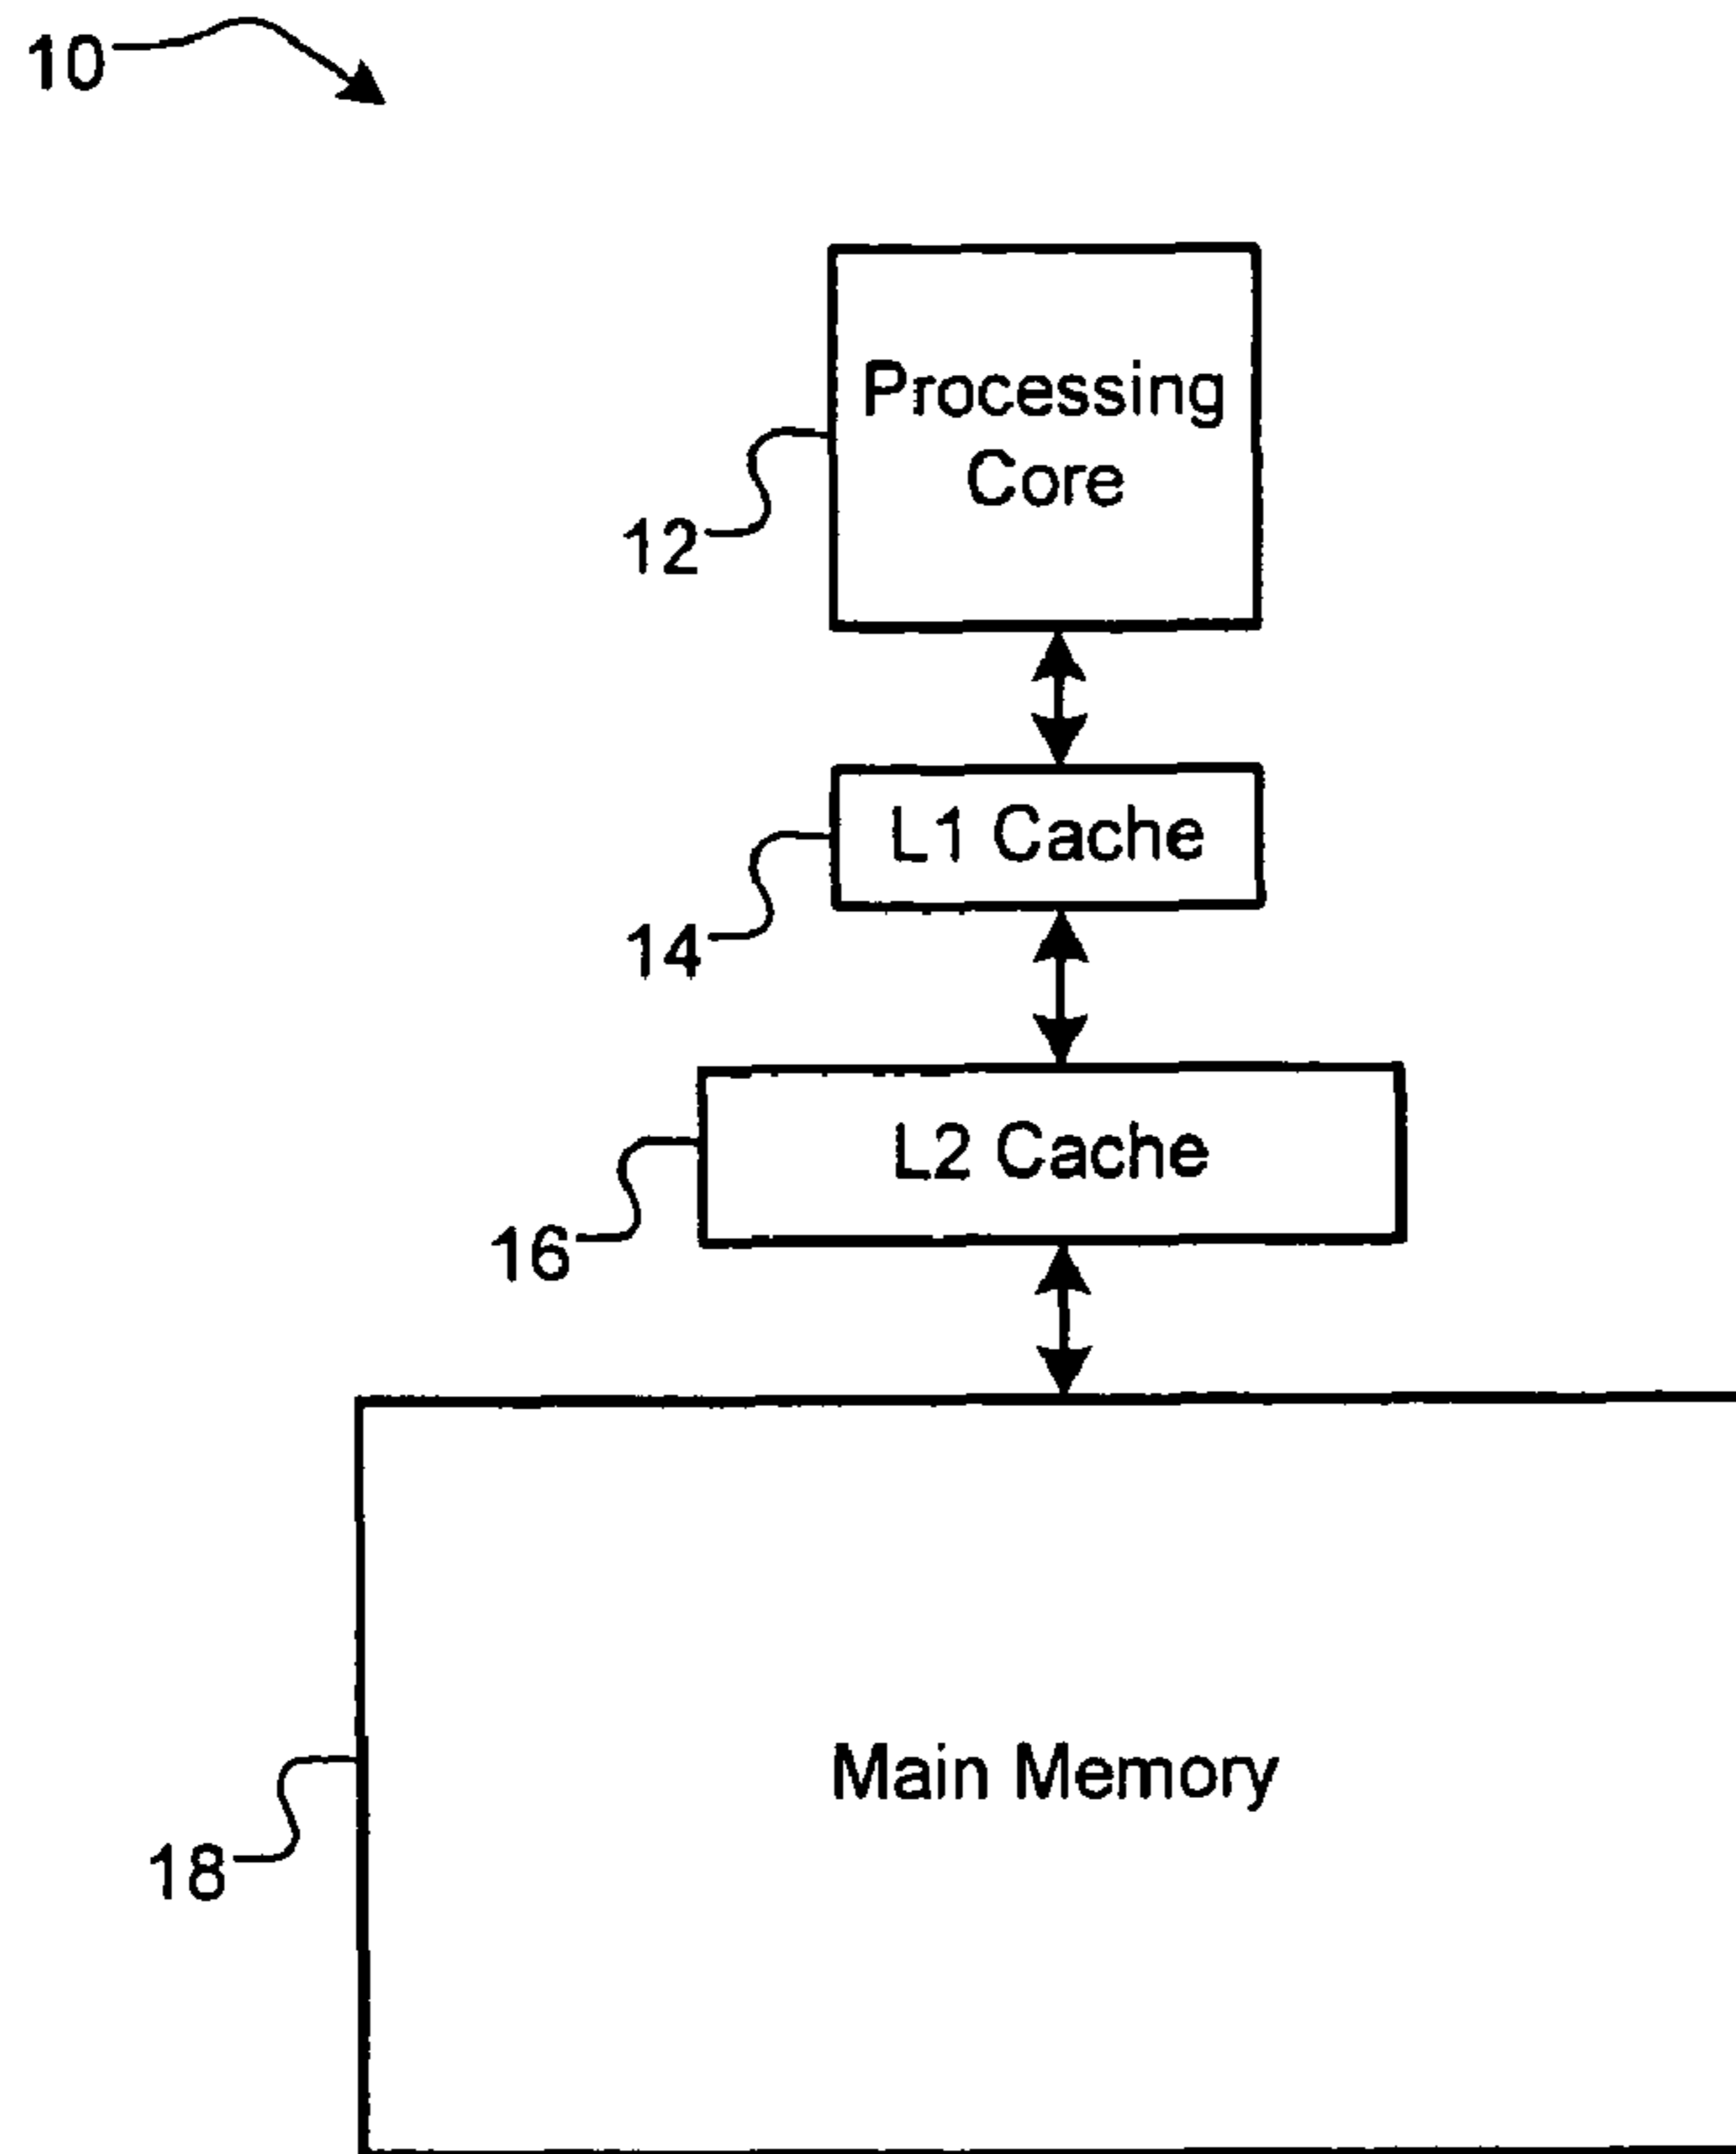 10
Processing
Core
12
L1 Cache
14
L2 Cache
16
Main Memory
18